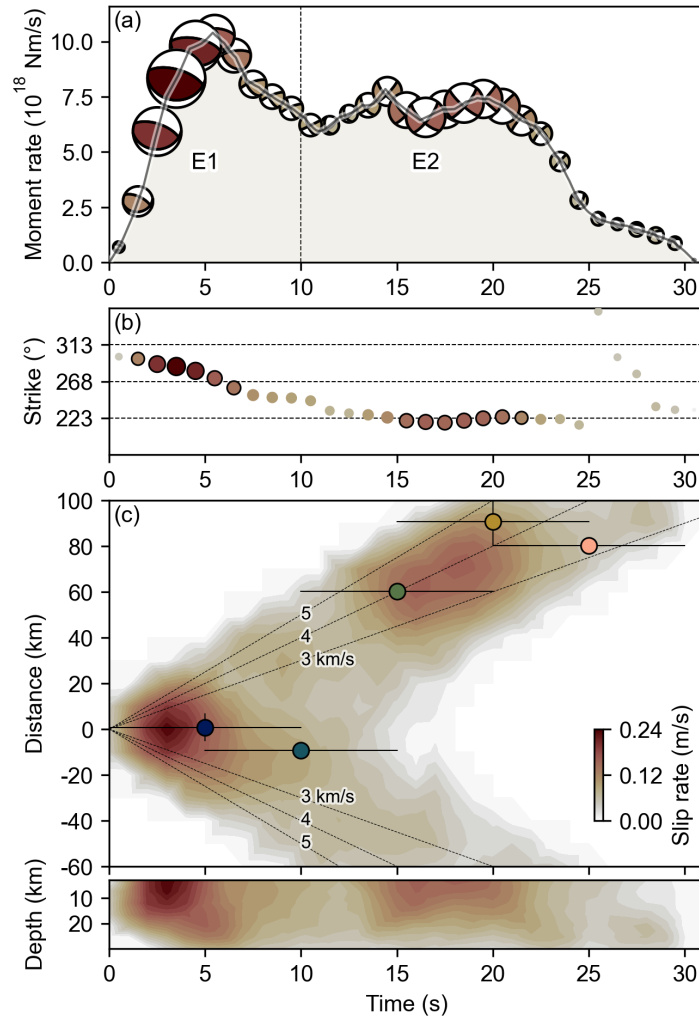 (a)
10.0
7.5
5.0
2.5
0.0
Moment rate (10¹⁸ Nm/s)
E1
E2
0 5 10 15 20 25 30
(b)
313
268
223
Strike (°)
0 5 10 15 20 25 30
(c)
100
80
60
40
20
0
-20
-40
-60
Distance (km)
5
4
3 km/s
3 km/s
4
5
0.24
0.12
0.00
Slip rate (m/s)
10
20
Depth (km)
0 5 10 15 20 25 30
Time (s)